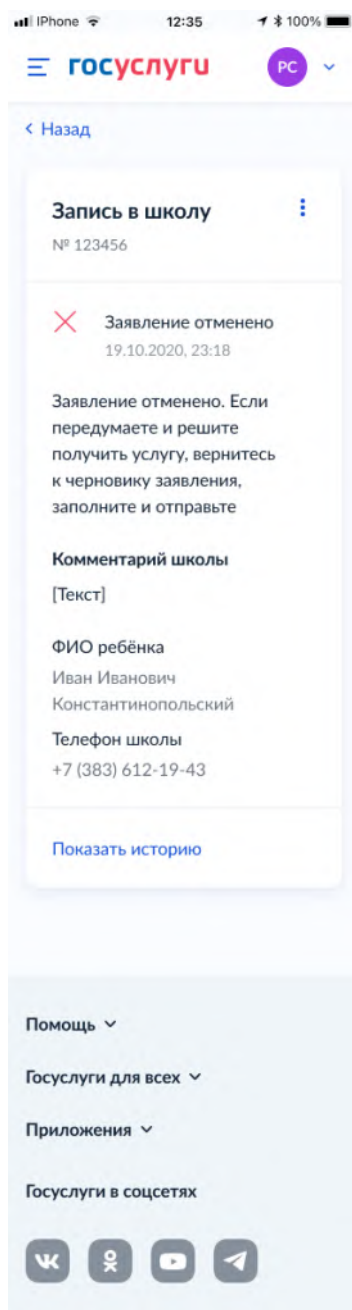 IPhone 12:35 100%
госуслуги РС
Назад
Запись в школу
№ 123456
Заявление отменено
19.10.2020, 23:18
Заявление отменено. Если
передумаете и решите
получить услугу, вернитесь
к черновику заявления,
заполните и отправьте
Комментарий школы
[Текст]
ФИО ребёнка
Иван Иванович
Константинопольский
Телефон школы
+7 (383) 612-19-43
Показать историю
Помощь
Госуслуги для всех
Приложения
Госуслуги в соцсетях